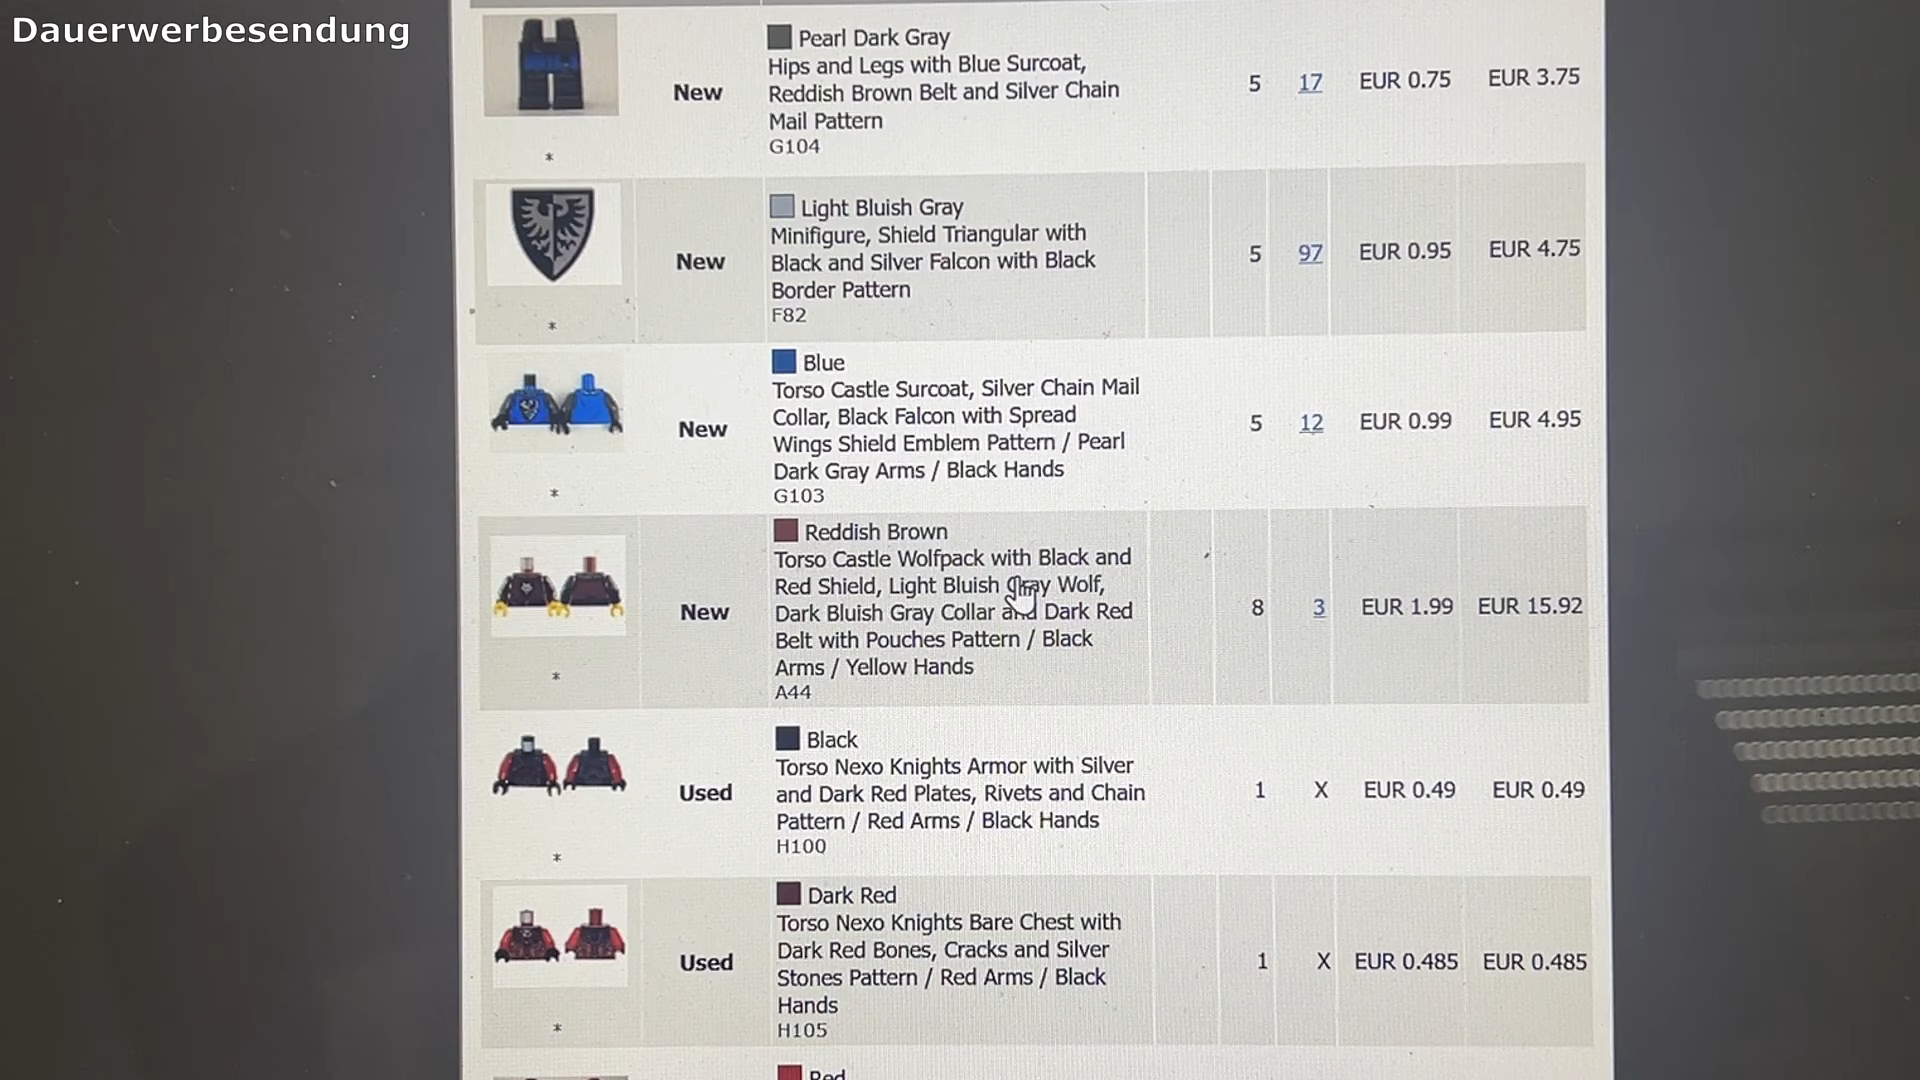 Dauerwerbesendung
New
Pearl Dark Gray
Hips and Legs with Blue Surcoat,
Reddish Brown Belt and Silver Chain
Mail Pattern
G104
5 17 EUR 0.75 EUR 3.75
*
New
Light Bluish Gray
Minifigure, Shield Triangular with
Black and Silver Falcon with Black
Border Pattern
F82
5 97 EUR 0.95 EUR 4.75
*
New
Blue
Torso Castle Surcoat, Silver Chain Mail
Collar, Black Falcon with Spread
Wings Shield Emblem Pattern / Pearl
Dark Gray Arms / Black Hands
G103
5 12 EUR 0.99 EUR 4.95
*
New
Reddish Brown
Torso Castle Wolfpack with Black and
Red Shield, Light Bluish Gray Wolf,
Dark Bluish Gray Collar and Dark Red
Belt with Pouches Pattern / Black
Arms / Yellow Hands
A44
8 3 EUR 1.99 EUR 15.92
*
Used
Black
Torso Nexo Knights Armor with Silver
and Dark Red Plates, Rivets and Chain
Pattern / Red Arms / Black Hands
H100
1 X EUR 0.49 EUR 0.49
*
Used
Dark Red
Torso Nexo Knights Bare Chest with
Dark Red Bones, Cracks and Silver
Stones Pattern / Red Arms / Black
Hands
H105
1 X EUR 0.485 EUR 0.485
*
Red